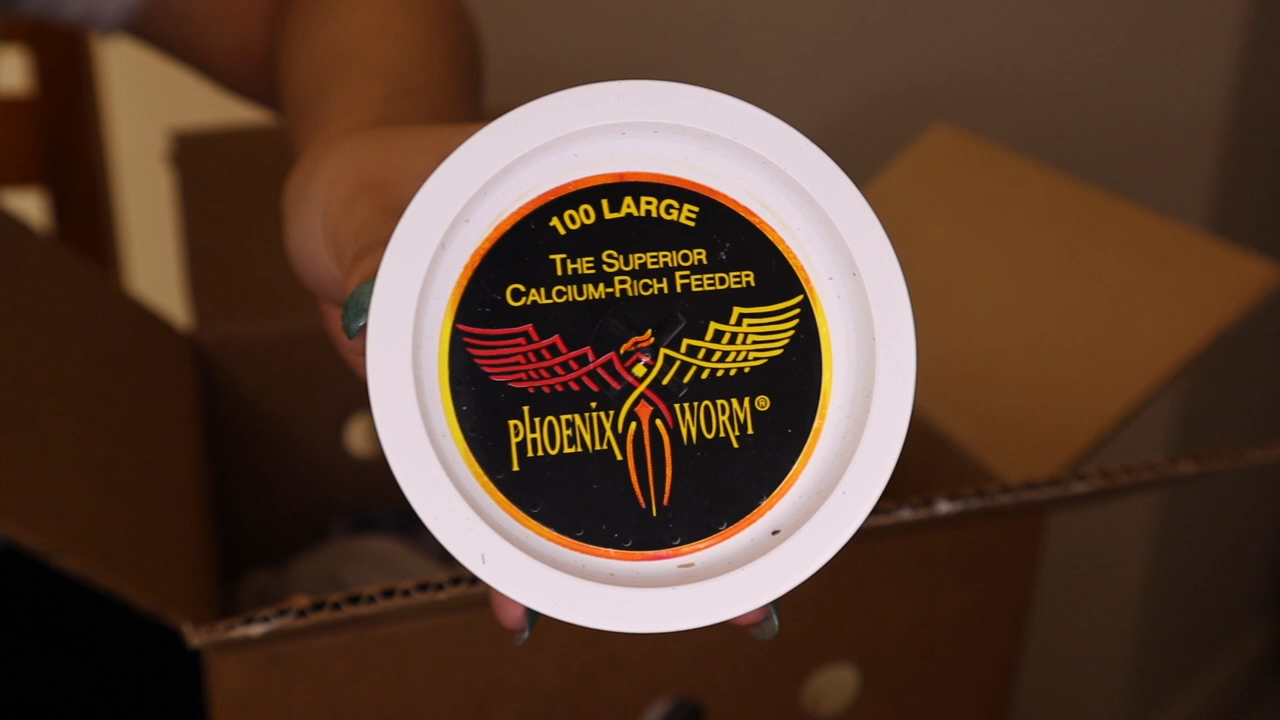 100 LARGE
THE SUPERIOR
CALCIUM-RICH FEEDER
PHOENIX WORM®